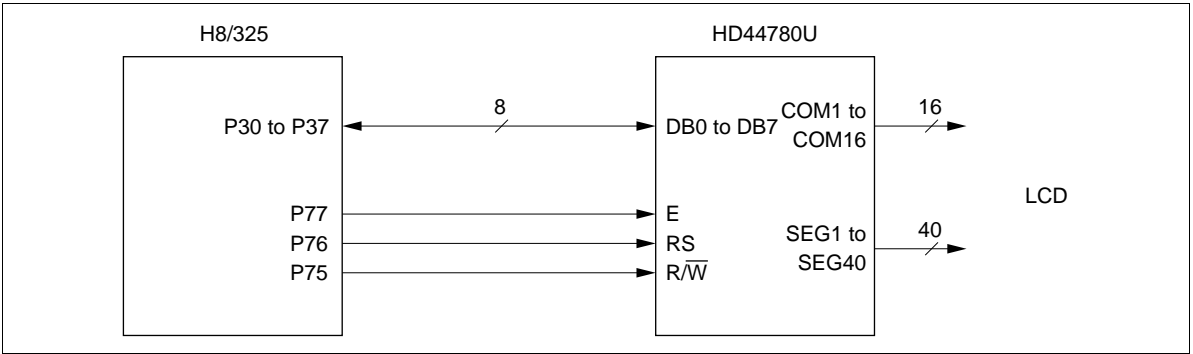 H8/325
HD44780U
P30 to P37
8
DB0 to DB7
COM1 to
COM16
16
LCD
P77
E
P76
RS
P75
R/W̅
SEG1 to
SEG40
40